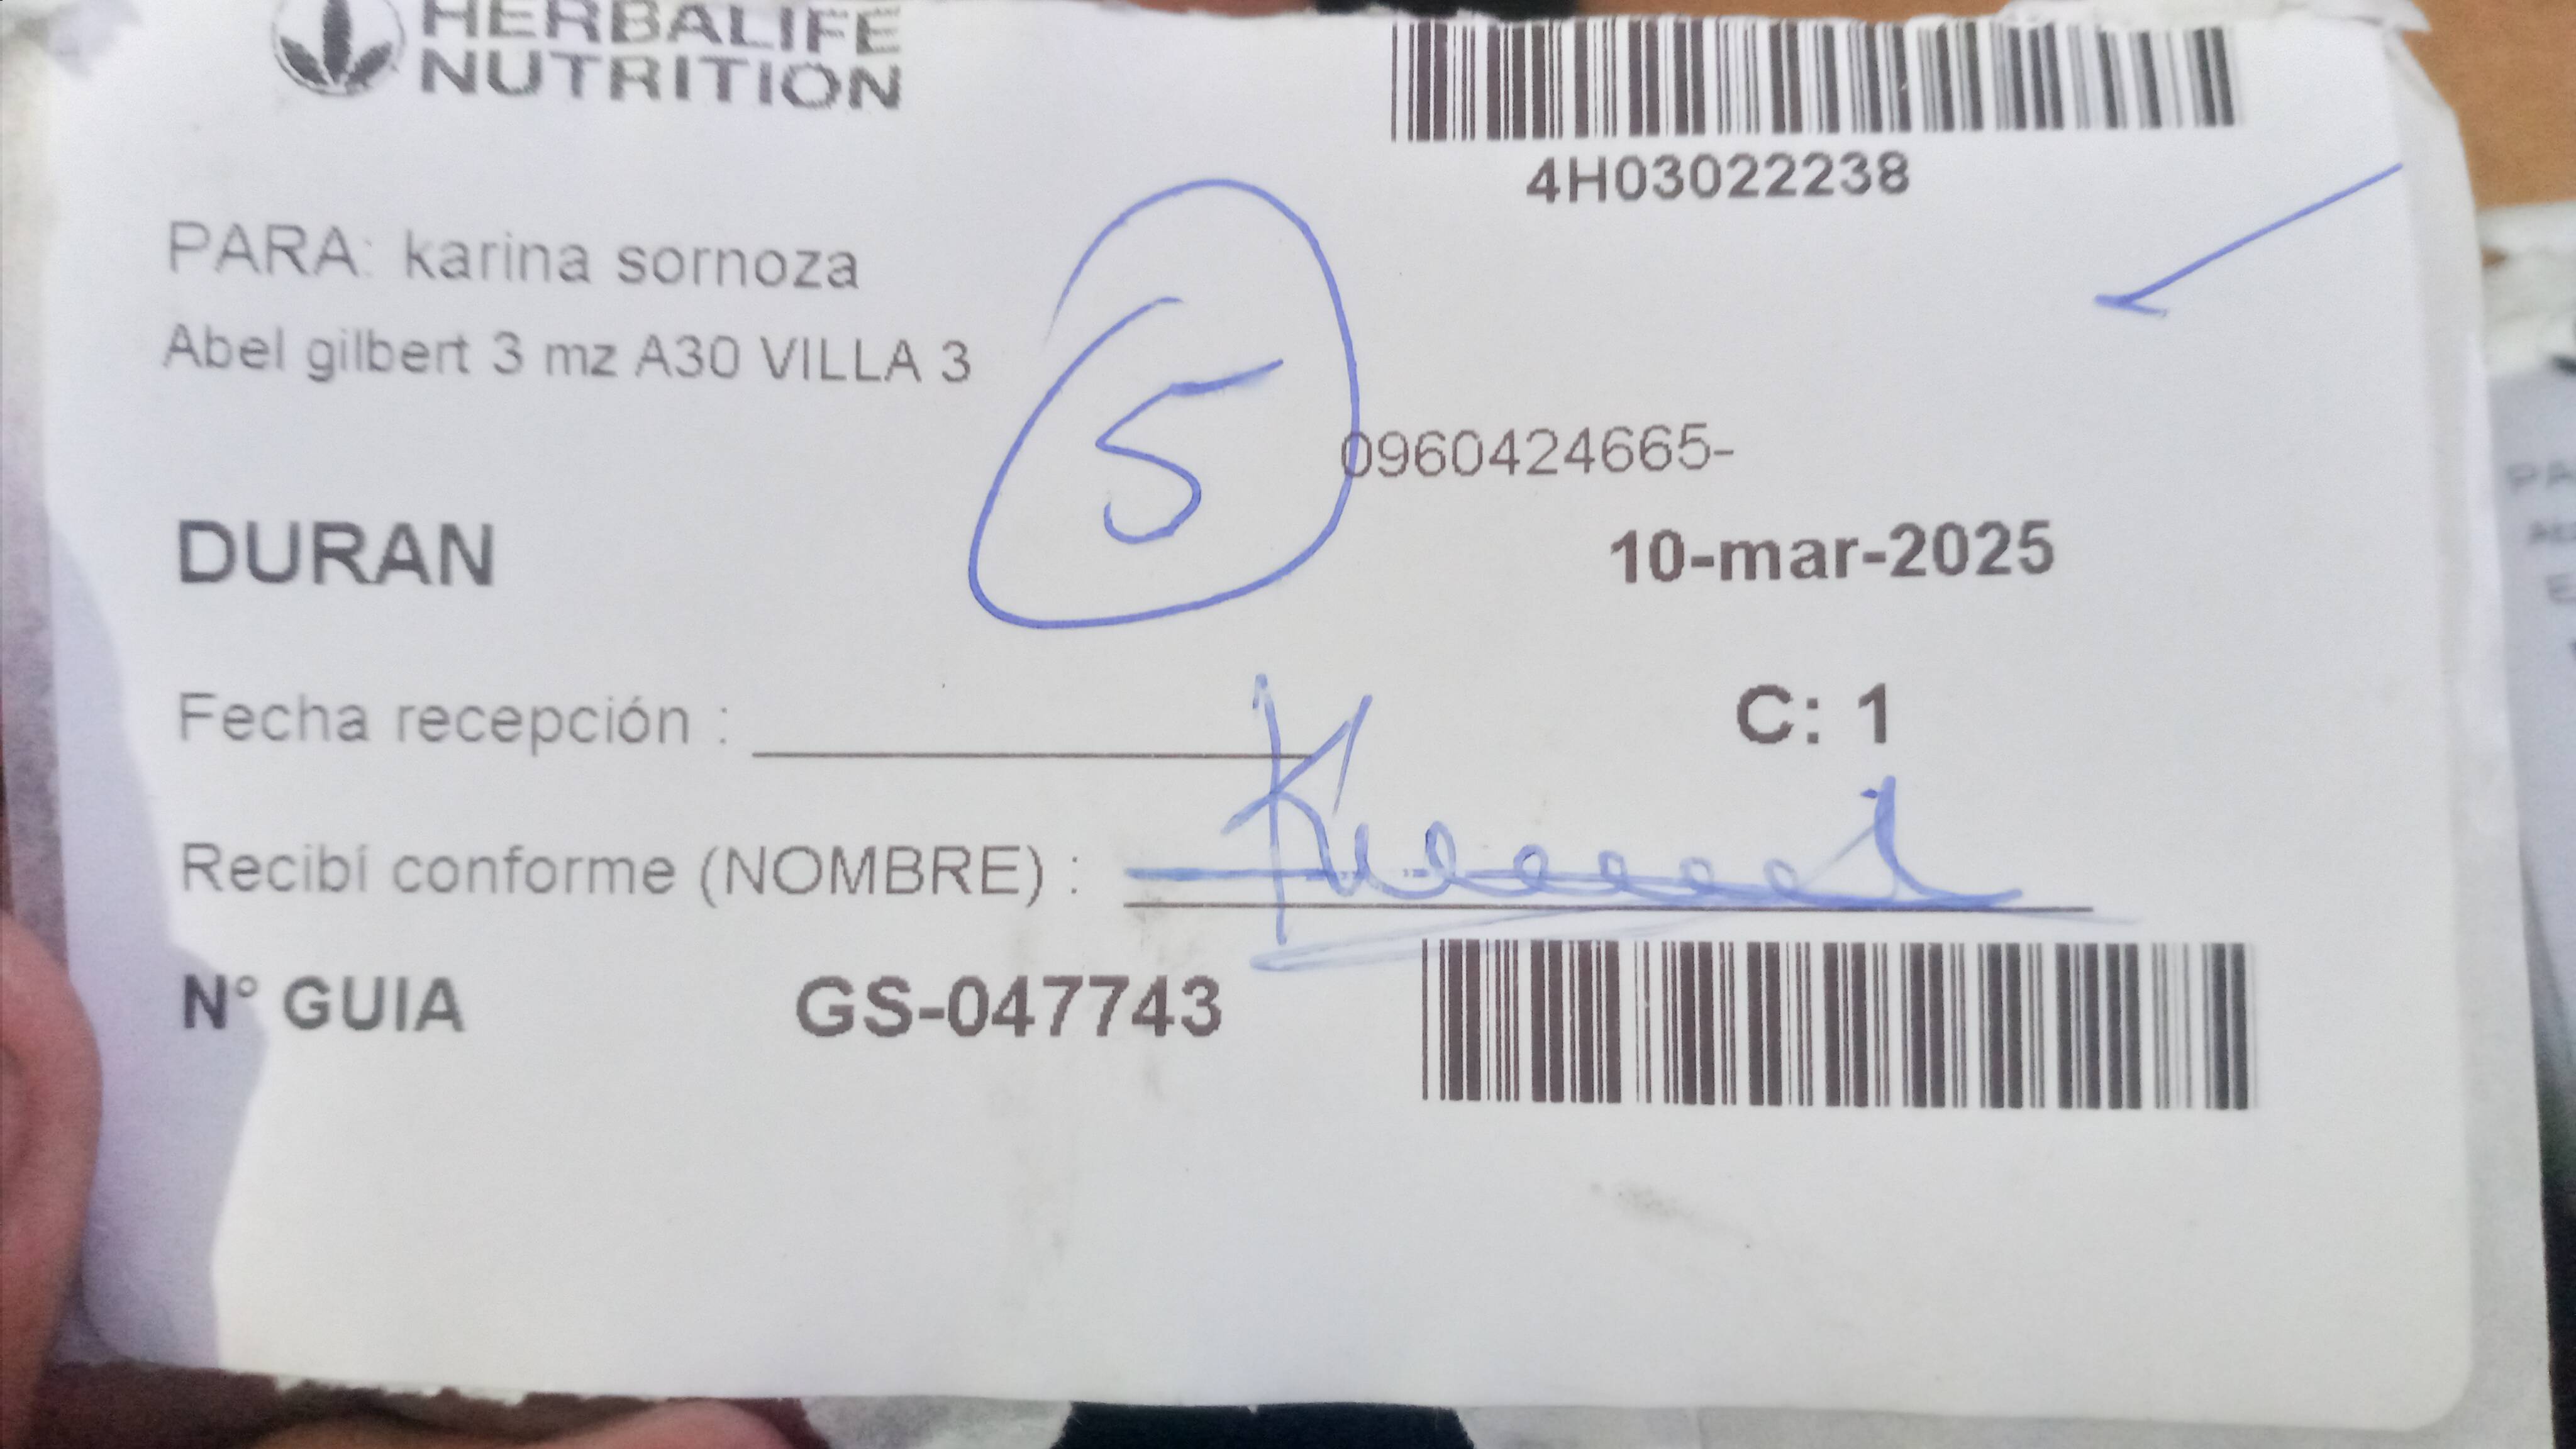 HERBALIFE
NUTRITION
4H03022238
PARA: karina sornoza
Abel gilbert 3 mz A30 VILLA 3
5
0960424665-
DURAN
10-mar-2025
Fecha recepción :
C: 1
Recibí conforme (NOMBRE) :
N° GUIA GS-047743